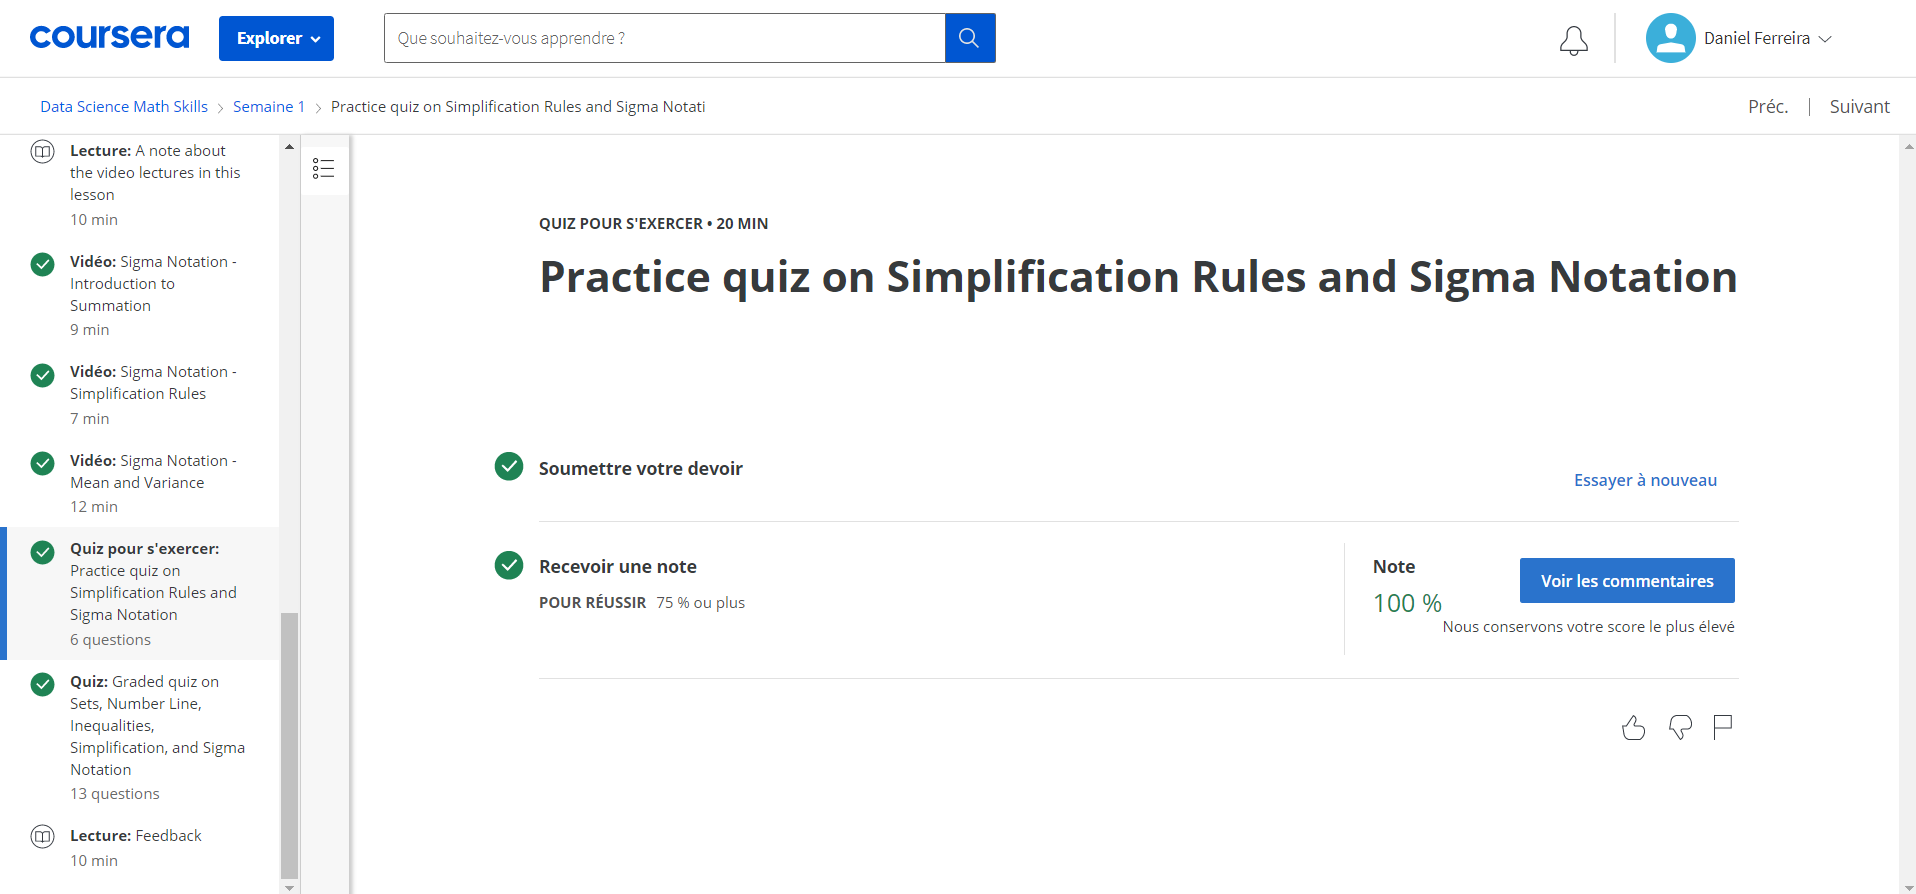 coursera
Explorer
Que souhaitez-vous apprendre ?
Daniel Ferreira
Data Science Math Skills
Semaine 1
Practice quiz on Simplification Rules and Sigma Notati
Préc.
Suivant
Lecture: A note about
the video lectures in this
lesson
10 min
Vidéo: Sigma Notation -
Introduction to
Summation
9 min
Vidéo: Sigma Notation -
Simplification Rules
7 min
Vidéo: Sigma Notation -
Mean and Variance
12 min
Quiz pour s'exercer:
Practice quiz on
Simplification Rules and
Sigma Notation
6 questions
Quiz: Graded quiz on
Sets, Number Line,
Inequalities,
Simplification, and Sigma
Notation
13 questions
Lecture: Feedback
10 min
QUIZ POUR S'EXERCER • 20 MIN
Practice quiz on Simplification Rules and Sigma Notation
Soumettre votre devoir
Essayer à nouveau
Recevoir une note
POUR RÉUSSIR 75 % ou plus
Note
100 %
Voir les commentaires
Nous conservons votre score le plus élevé